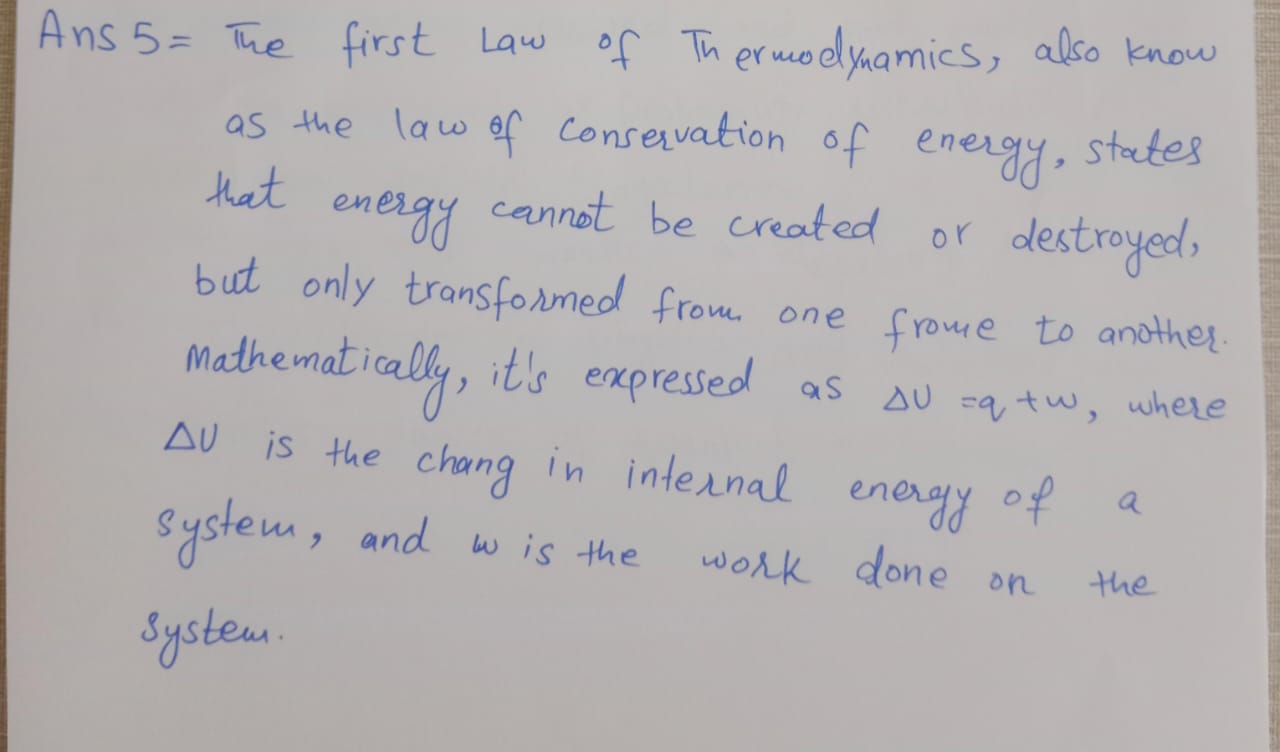 Ans 5= The first Law of Thermodynamics, also know
as the law of conservation of energy, states
that energy cannot be created or destroyed,
but only transformed from one frome to another.
Mathematically, it's expressed as ΔU =q+w, where
ΔU is the chang in internal energy of a
system, and w is the work done on the
system.